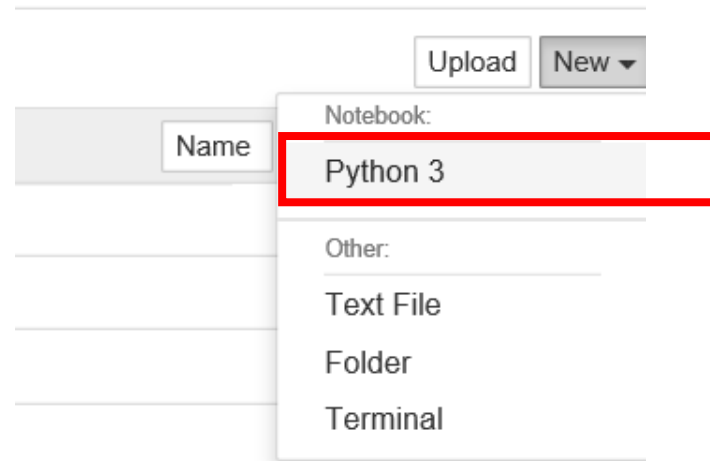 Upload New
Notebook:
Name
Python 3
Other:
Text File
Folder
Terminal